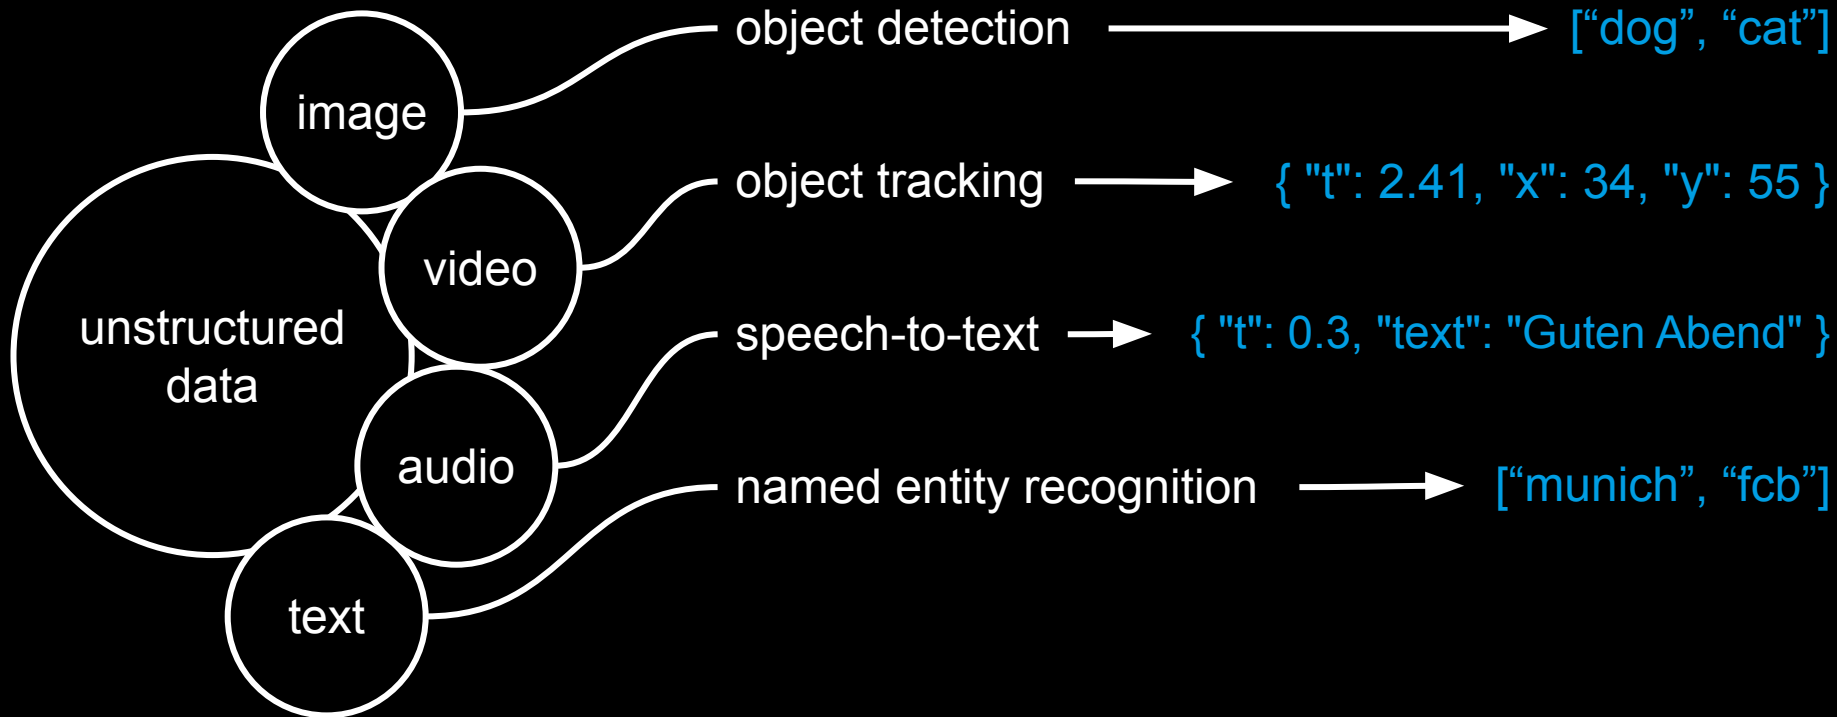 image
object detection
[“dog”, “cat”]
video
object tracking
{ "t": 2.41, "x": 34, "y": 55 }
unstructured
data
audio
speech-to-text
{ "t": 0.3, "text": "Guten Abend" }
text
named entity recognition
[“munich”, “fcb”]